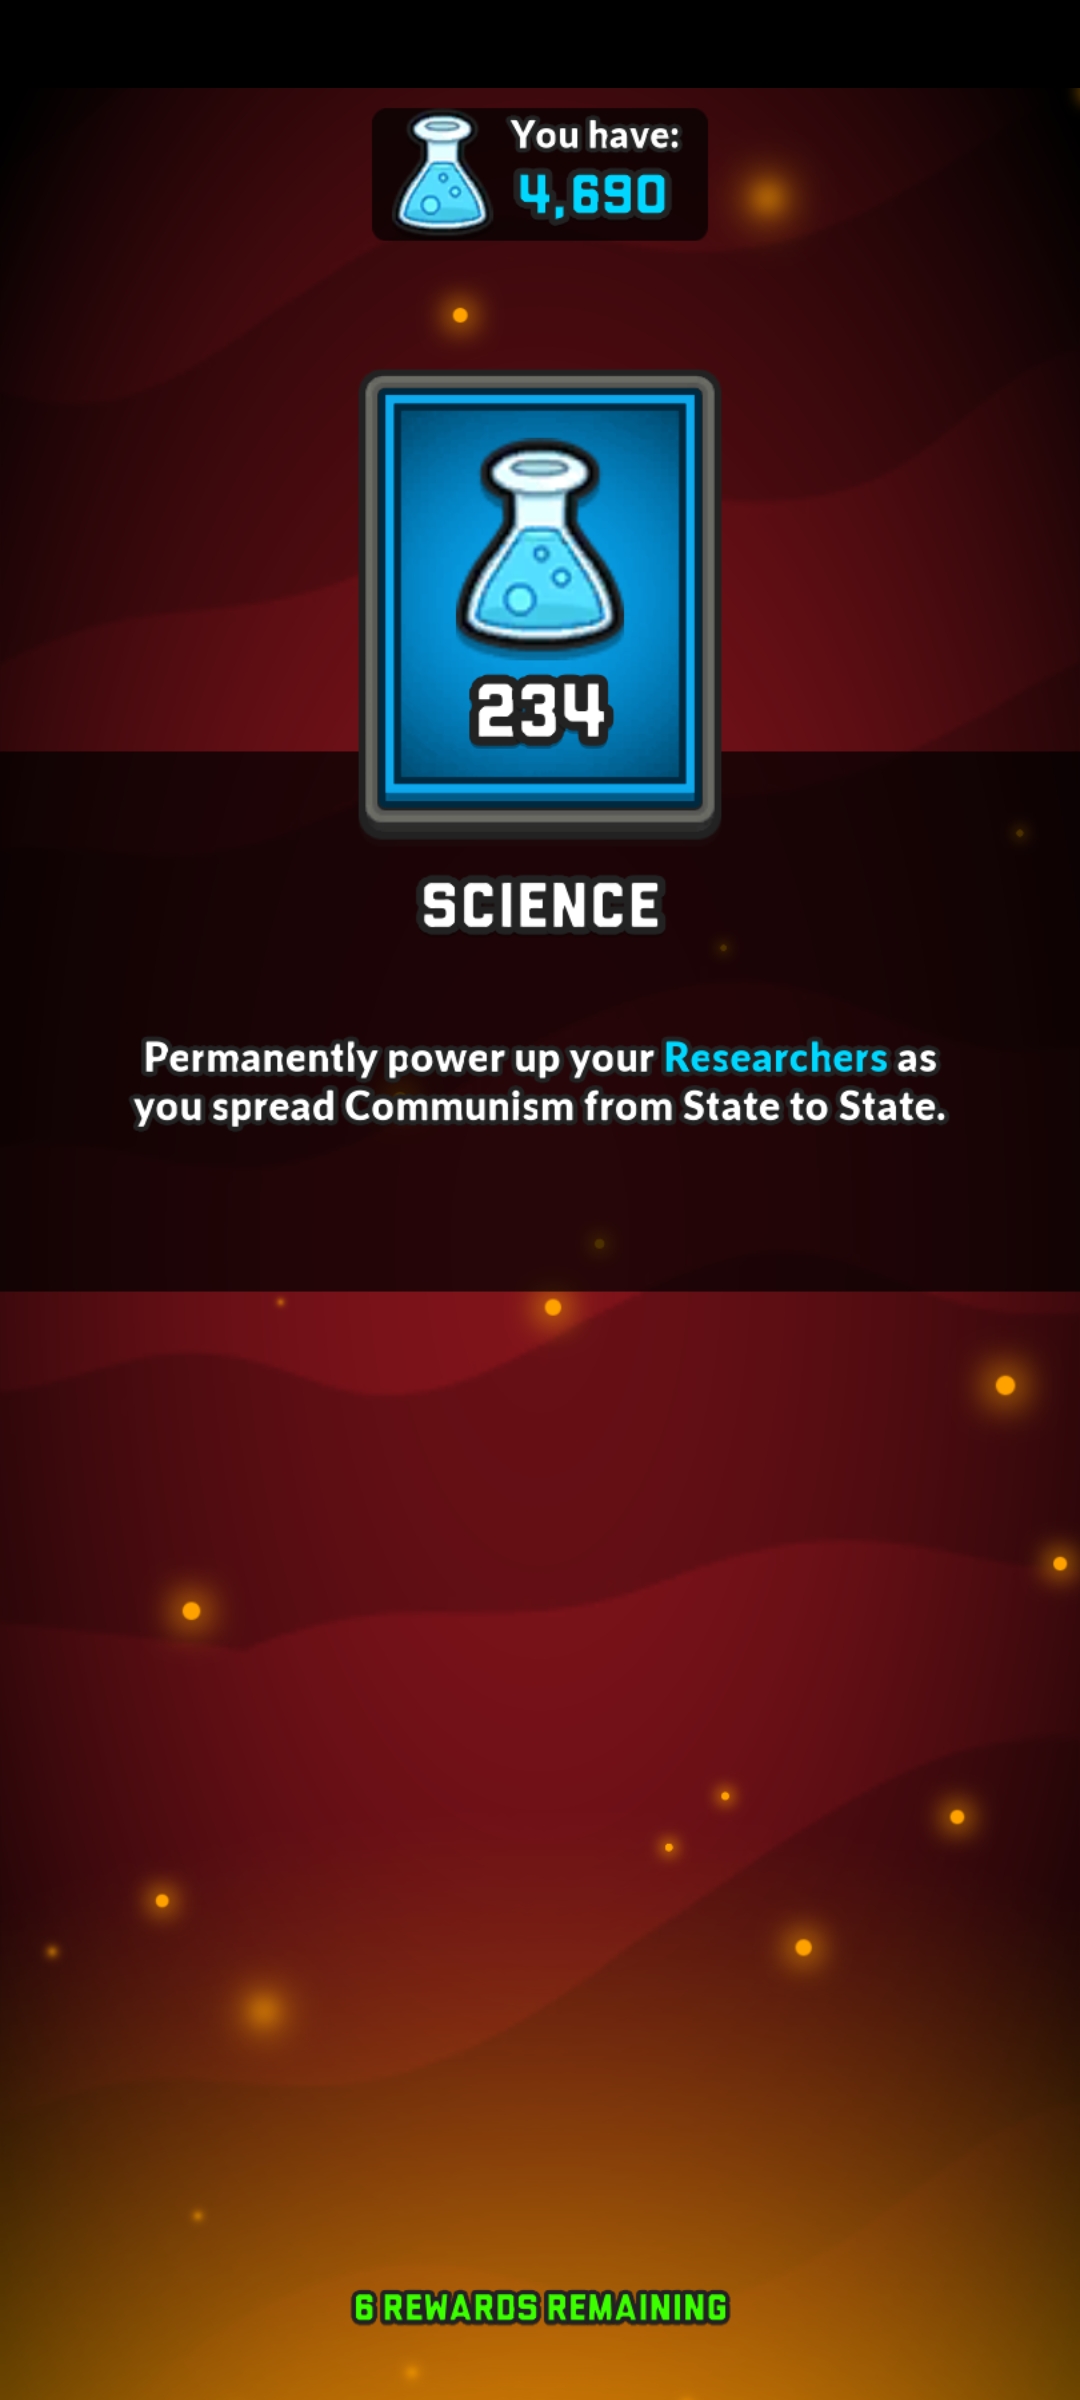 You have:
4,690
234
SCIENCE
Permanently power up your Researchers as
you spread Communism from State to State.
6 REWARDS REMAINING